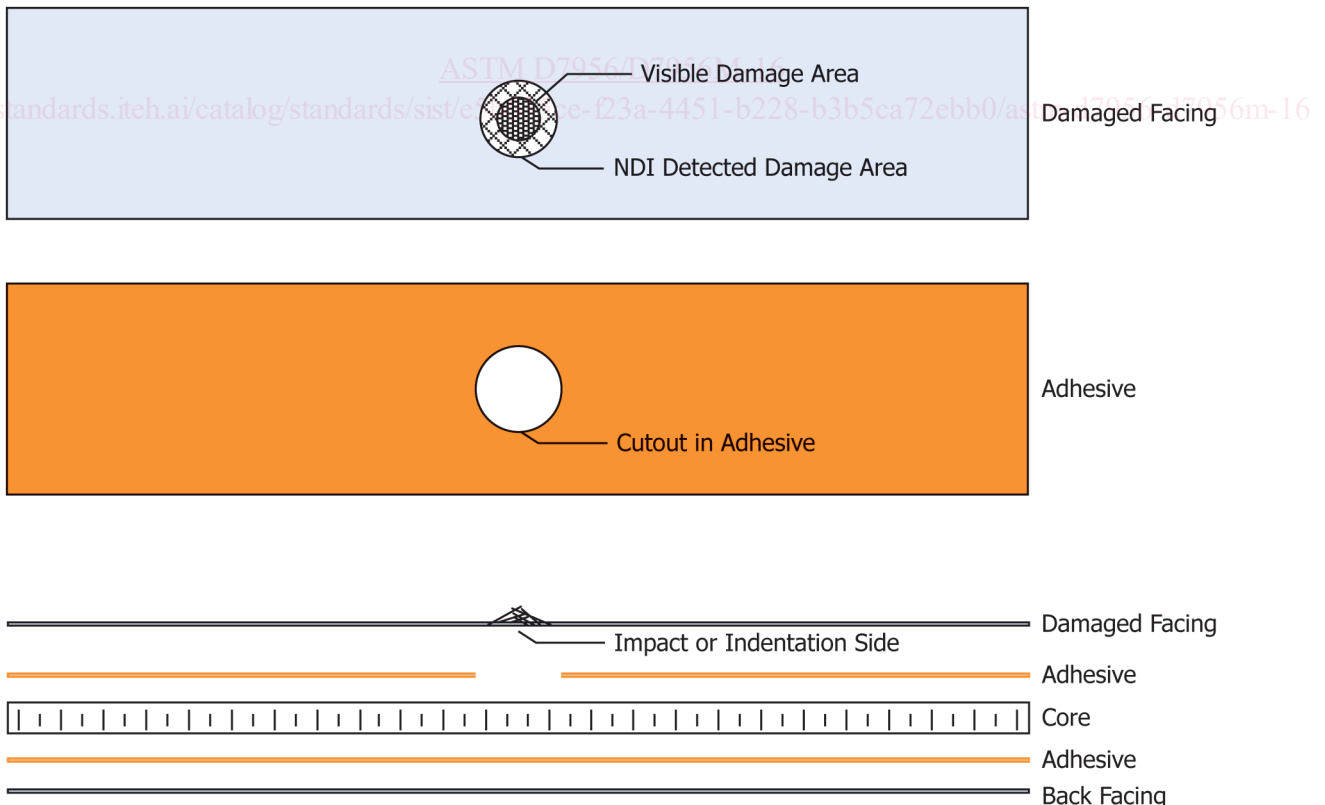 ASTM D7956/D7956M-16
Visible Damage Area
Damaged Facing
NDI Detected Damage Area
Adhesive
Cutout in Adhesive
Damaged Facing
Impact or Indentation Side
Adhesive
Core
Adhesive
Back Facing